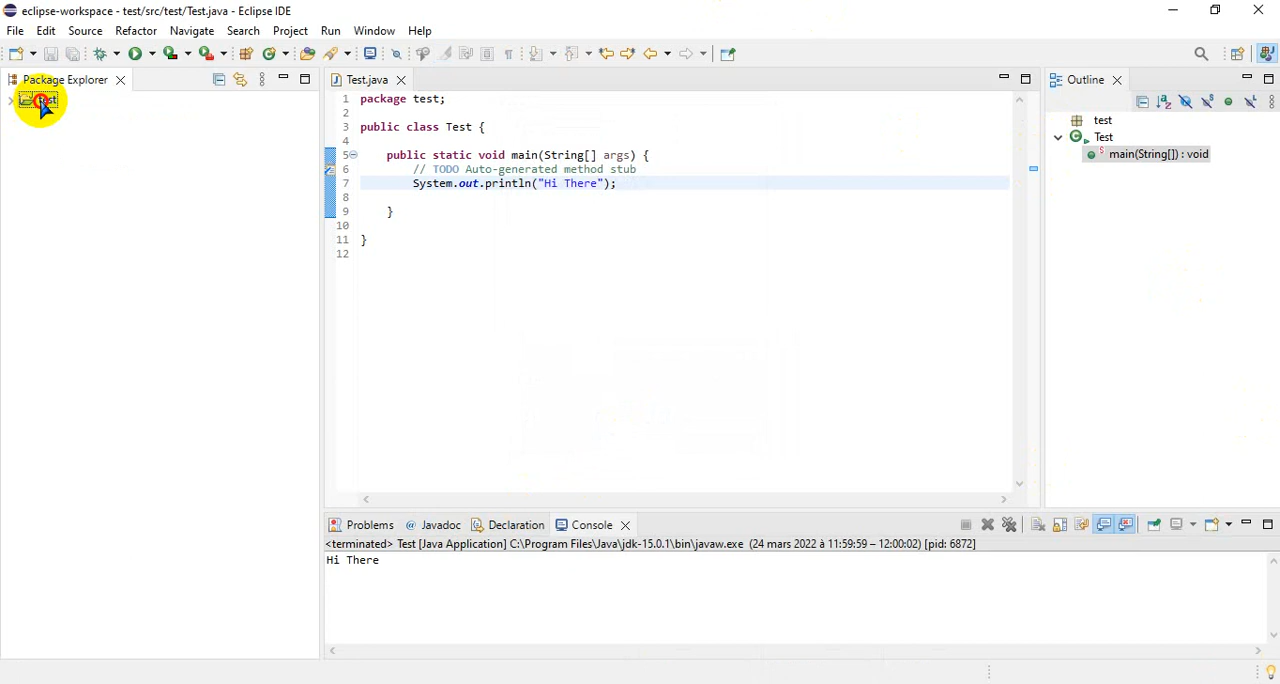 eclipse-workspace - test/src/test/Test.java - Eclipse IDE
File Edit Source Refactor Navigate Search Project Run Window Help
Package Explorer
test
Test.java
1 package test;
2
3 public class Test {
4
5 public static void main(String[] args) {
6 // TODO Auto-generated method stub
7 System.out.println("Hi There");
8
9 }
10
11 }
12
Outline
test
Test
main(String[]) : void
Problems Javadoc Declaration Console
<terminated> Test [Java Application] C:\Program Files\Java\jdk-15.0.1\bin\javaw.exe (24 mars 2022 à 11:59:59 – 12:00:02) [pid: 6872]
Hi There